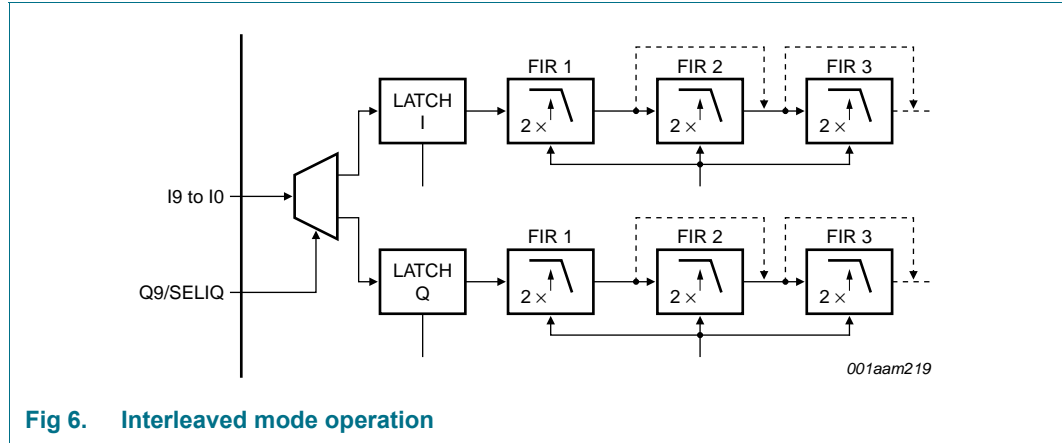 FIR 1 FIR 2 FIR 3
LATCH
I
2 × 2 × 2 ×
I9 to I0
FIR 1 FIR 2 FIR 3
LATCH
Q
Q9/SELIQ
2 × 2 × 2 ×
001aam219
Fig 6. Interleaved mode operation